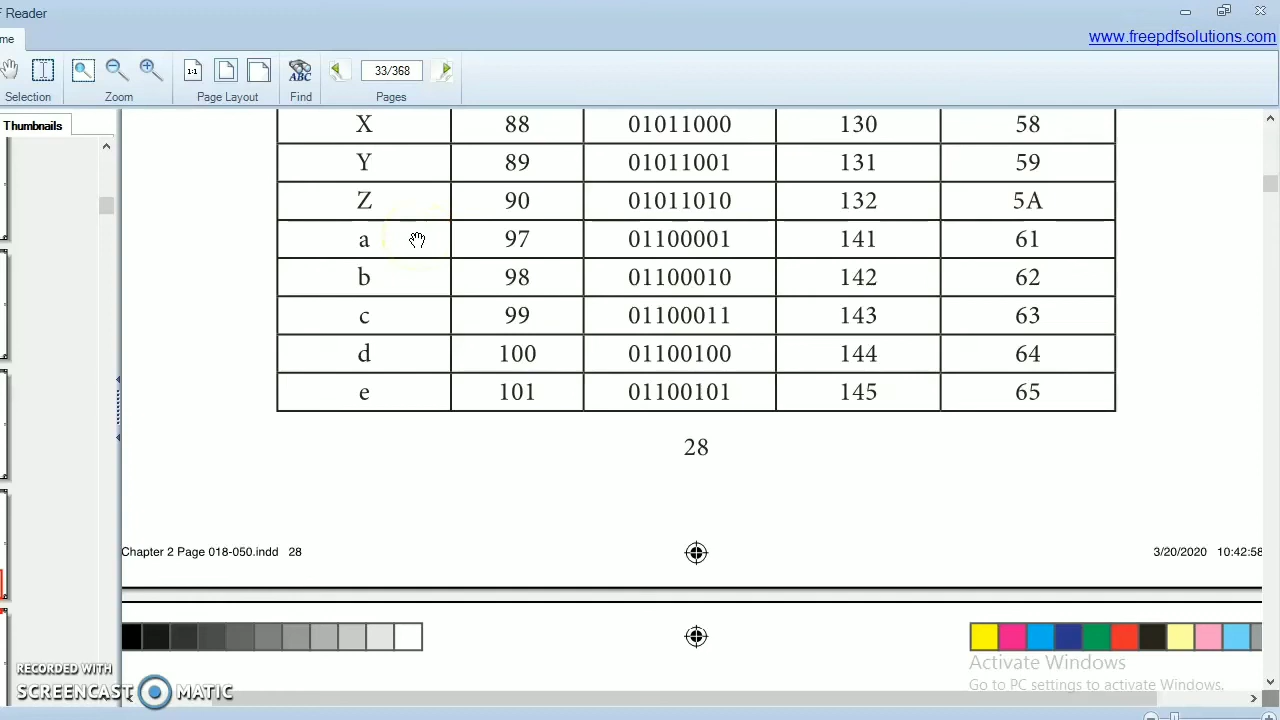 F Reader
www.freepdfsolutions.com
me
1:1
ABC
33/368
Selection Zoom Page Layout Find Pages
Thumbnails
X 88 01011000 130 58
Y 89 01011001 131 59
Z 90 01011010 132 5A
a 97 01100001 141 61
b 98 01100010 142 62
c 99 01100011 143 63
d 100 01100100 144 64
e 101 01100101 145 65
28
Chapter 2 Page 018-050.indd 28 3/20/2020 10:42:58
Activate Windows
Go to PC settings to activate Windows.
RECORDED WITH
SCREENCAST MATIC